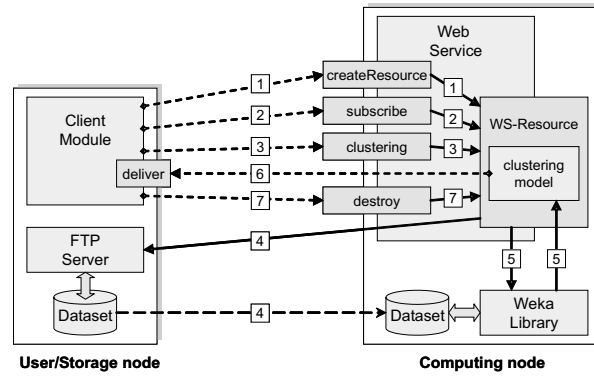 Web
Service
createResource
1
1
Client
Module
2
subscribe
2
WS-Resource
3
clustering
3
deliver
6
clustering
model
7
destroy
7
FTP
Server
4
5
5
Dataset
4
Dataset
Weka
Library
User/Storage node
Computing node